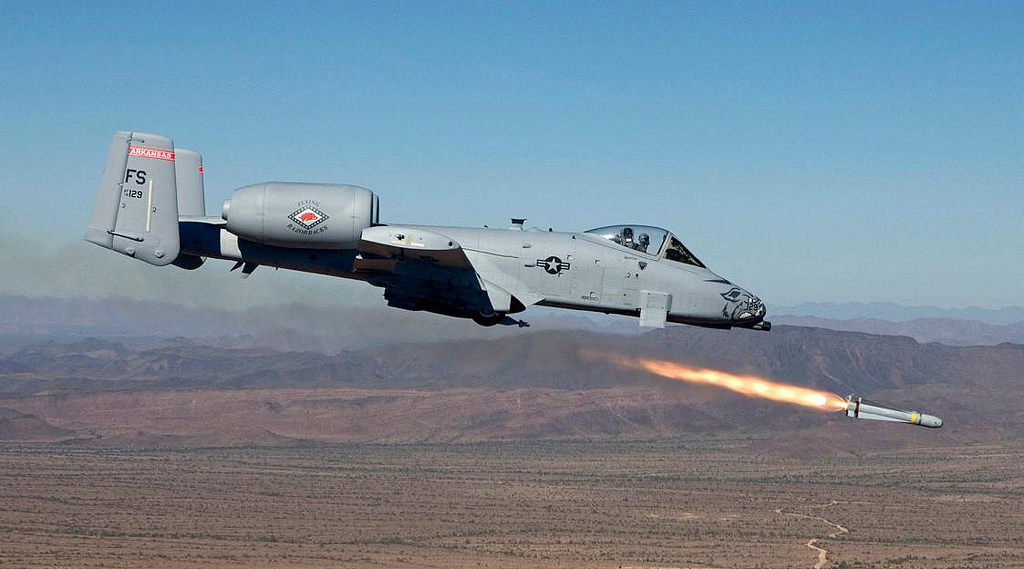 ARKANSAS
FS
129
FLYING
RAZORBACKS